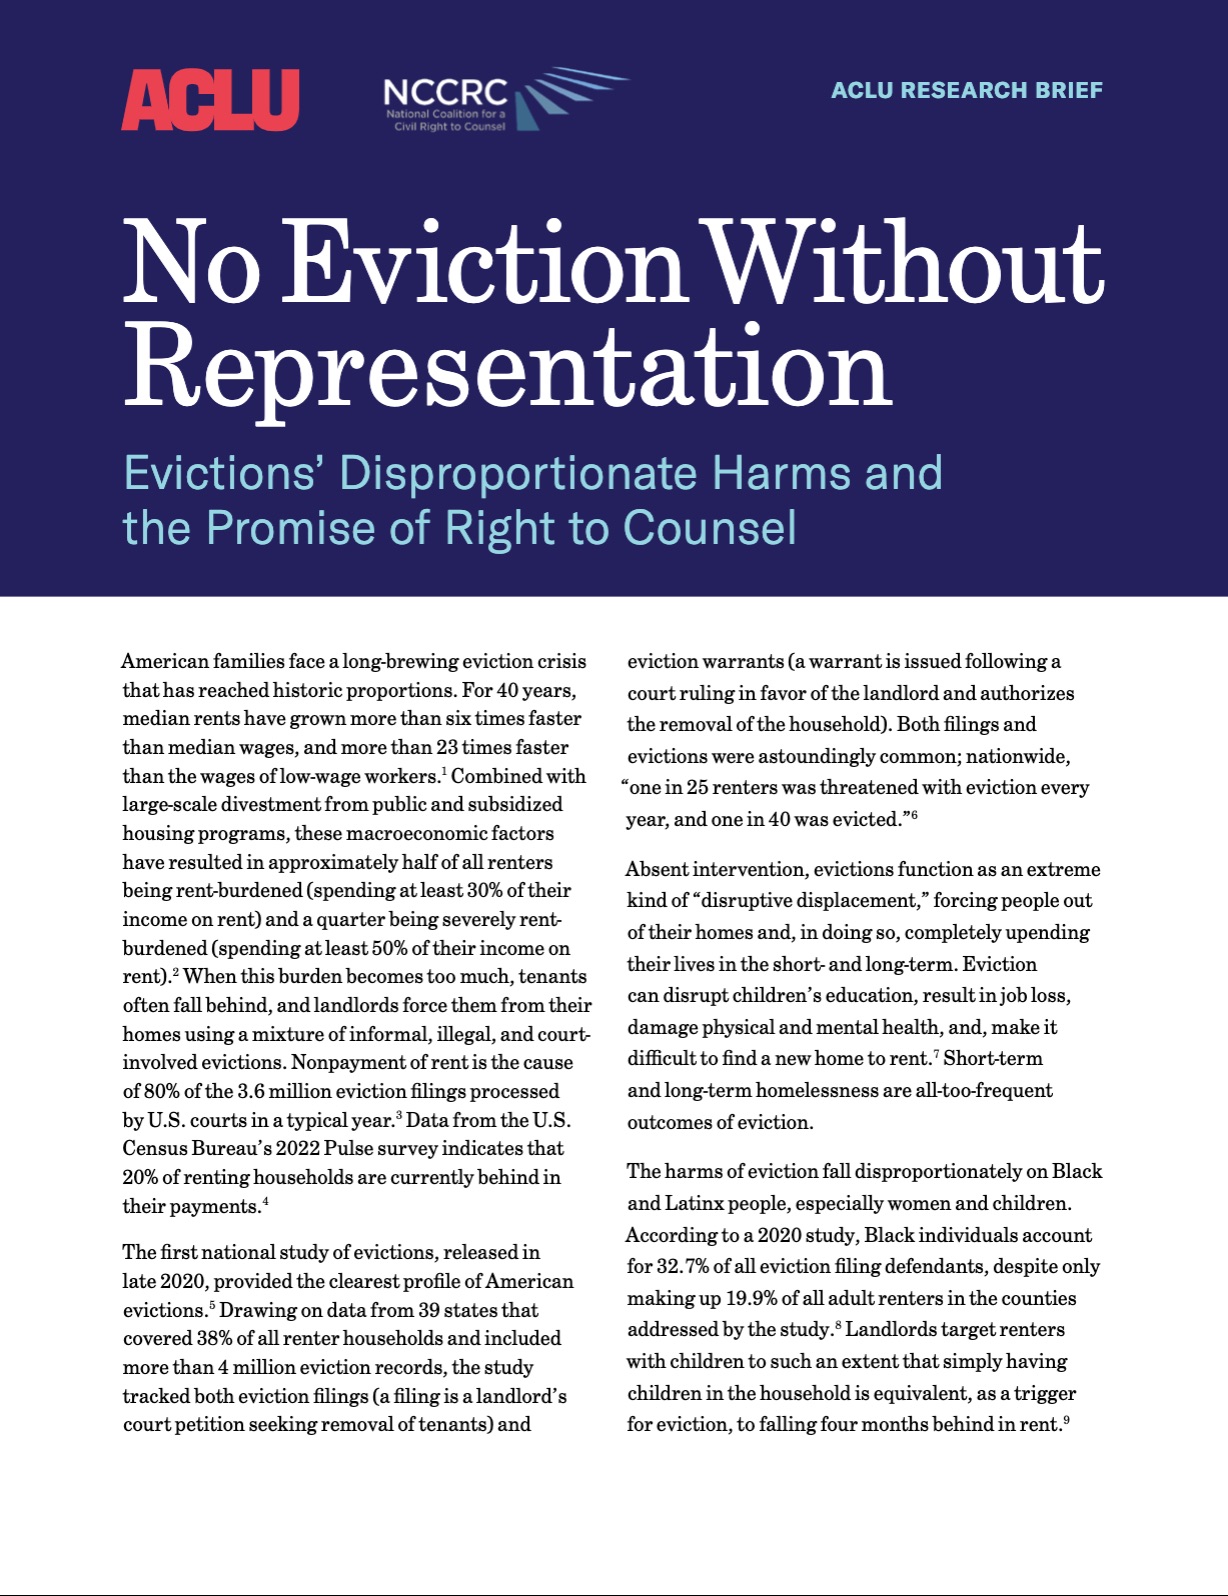 ACLU
NCCRC
National Coalition for a
Civil Right to Counsel
ACLU RESEARCH BRIEF
No Eviction Without
Representation
Evictions’ Disproportionate Harms and
the Promise of Right to Counsel
American families face a long-brewing eviction crisis
that has reached historic proportions. For 40 years,
median rents have grown more than six times faster
than median wages, and more than 23 times faster
than the wages of low-wage workers.¹ Combined with
large-scale divestment from public and subsidized
housing programs, these macroeconomic factors
have resulted in approximately half of all renters
being rent-burdened (spending at least 30% of their
income on rent) and a quarter being severely rent-
burdened (spending at least 50% of their income on
rent).² When this burden becomes too much, tenants
often fall behind, and landlords force them from their
homes using a mixture of informal, illegal, and court-
involved evictions. Nonpayment of rent is the cause
of 80% of the 3.6 million eviction filings processed
by U.S. courts in a typical year.³ Data from the U.S.
Census Bureau’s 2022 Pulse survey indicates that
20% of renting households are currently behind in
their payments.⁴
The first national study of evictions, released in
late 2020, provided the clearest profile of American
evictions.⁵ Drawing on data from 39 states that
covered 38% of all renter households and included
more than 4 million eviction records, the study
tracked both eviction filings (a filing is a landlord’s
court petition seeking removal of tenants) and
eviction warrants (a warrant is issued following a
court ruling in favor of the landlord and authorizes
the removal of the household). Both filings and
evictions were astoundingly common; nationwide,
“one in 25 renters was threatened with eviction every
year, and one in 40 was evicted.”⁶
Absent intervention, evictions function as an extreme
kind of “disruptive displacement,” forcing people out
of their homes and, in doing so, completely upending
their lives in the short- and long-term. Eviction
can disrupt children’s education, result in job loss,
damage physical and mental health, and, make it
difficult to find a new home to rent.⁷ Short-term
and long-term homelessness are all-too-frequent
outcomes of eviction.
The harms of eviction fall disproportionately on Black
and Latinx people, especially women and children.
According to a 2020 study, Black individuals account
for 32.7% of all eviction filing defendants, despite only
making up 19.9% of all adult renters in the counties
addressed by the study.⁸ Landlords target renters
with children to such an extent that simply having
children in the household is equivalent, as a trigger
for eviction, to falling four months behind in rent.⁹